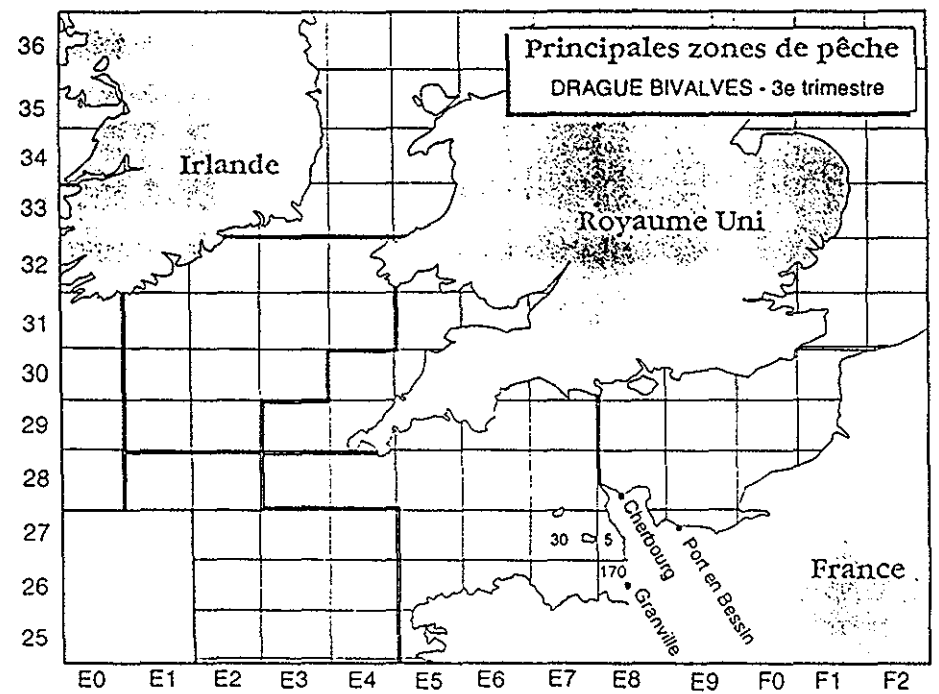 Principales zones de pêche
DRAGUE BIVALVES - 3e trimestre
36
35
34
33
32
31
30
29
28
27
26
25
Irlande
Royaume Uni
France
Cherbourg
Port en Bessin
Granville
30
5
170
E0 E1 E2 E3 E4 E5 E6 E7 E8 E9 F0 F1 F2